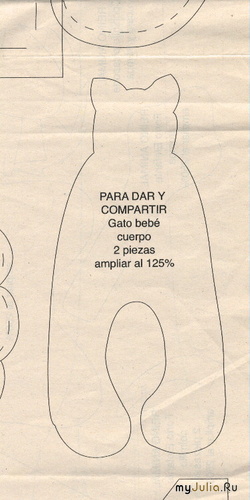 PARA DAR Y
COMPARTIR
Gato bebé
cuerpo
2 piezas
ampliar al 125%
myJulia.Ru